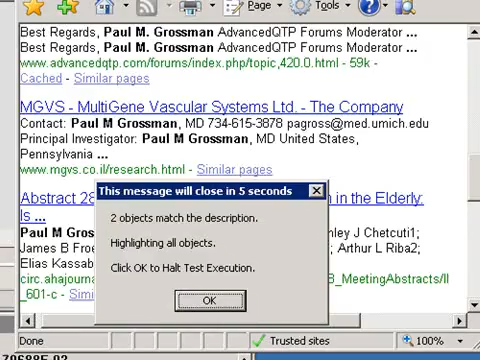 Page
Tools
Best Regards, Paul M. Grossman AdvancedQTP Forums Moderator ...
Best Regards, Paul M. Grossman AdvancedQTP Forums Moderator ...
www.advancedqtp.com/forums/index.php/topic,420.0.html - 59k -
Cached - Similar pages
MGVS - MultiGene Vascular Systems Ltd. - The Company
Contact: Paul M Grossman, MD 734-615-3878 pagross@med.umich.edu
Principal Investigator: Paul M Grossman, MD United States,
Pennsylvania ...
www.mgvs.co.il/research.html - Similar pages
Abstract 28
n in the Elderly:
Is ...
Paul M Gros
nley J Chetcuti1;
James B Froe
; Arthur L Riba2;
Elias Kassab
circ.ahajourna
B_MeetingAbstracts/II
_601-c - Simi
This message will close in 5 seconds
2 objects match the description.
Highlighting all objects.
Click OK to Halt Test Execution.
OK
Done
Trusted sites
100%